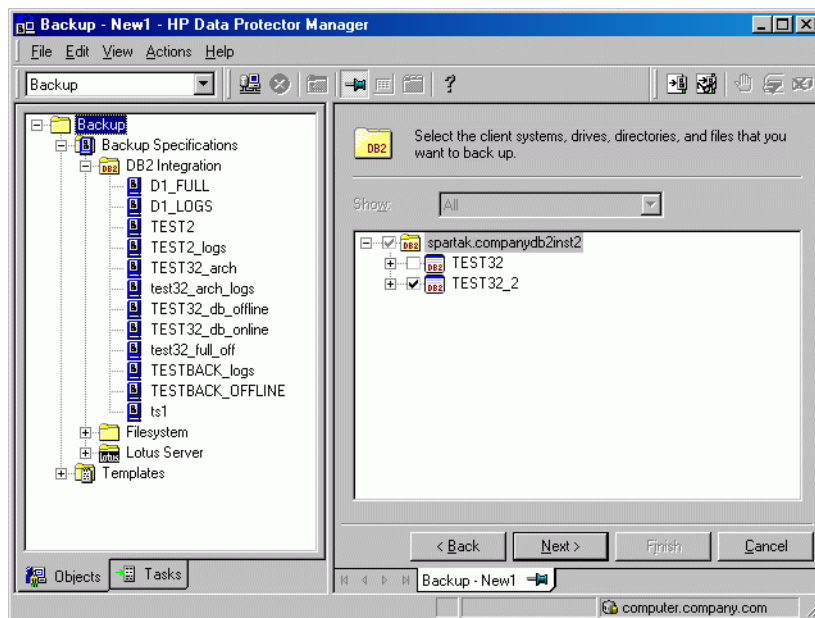 Backup - New1 - HP Data Protector Manager
File Edit View Actions Help
Backup
?
Backup
Backup Specifications
DB2 Integration
D1_FULL
D1_LOGS
TEST2
TEST2_logs
TEST32_arch
test32_arch_logs
TEST32_db_offline
TEST32_db_online
test32_full_off
TESTBACK_logs
TESTBACK_OFFLINE
ts1
Filesystem
Lotus Server
Templates
Objects
Tasks
DB2
Select the client systems, drives, directories, and files that you
want to back up.
Show: All
DB2 spartak.companydb2inst2
DB2 TEST32
DB2 TEST32_2
< Back Next > Finish Cancel
Backup - New1
computer.company.com